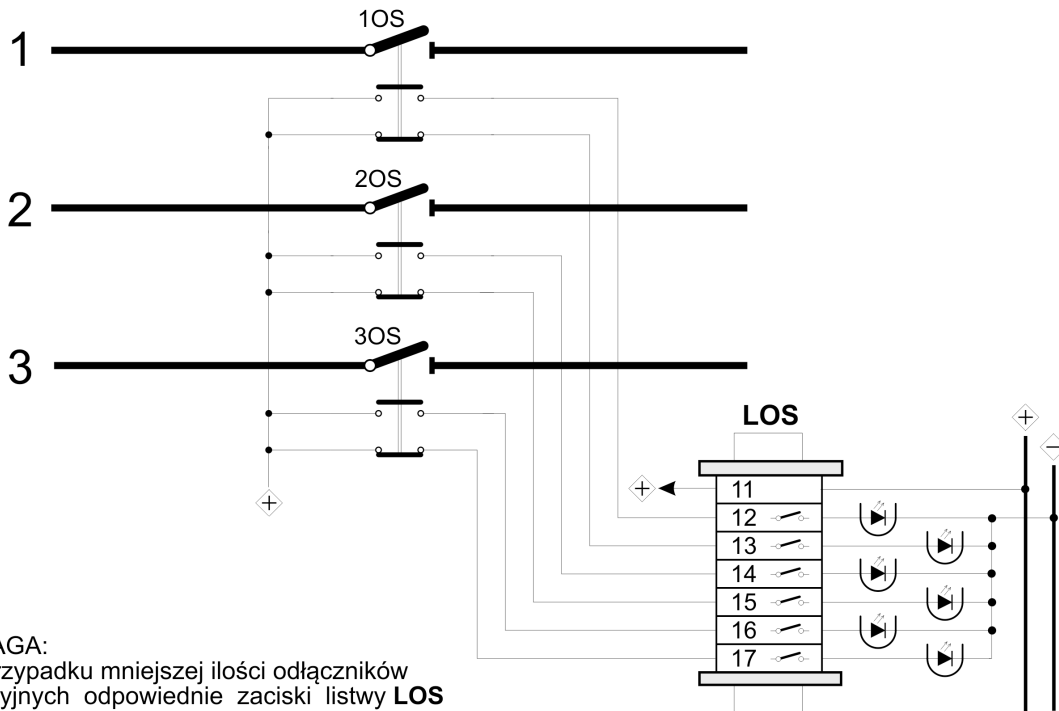 1OS
1
2OS
2
3OS
3
LOS
+ −
+ 11
+
12
13
14
15
16
17
AGA:
rzypadku mniejszej ilości odłączników
yjnych odpowiednie zaciski listwy LOS